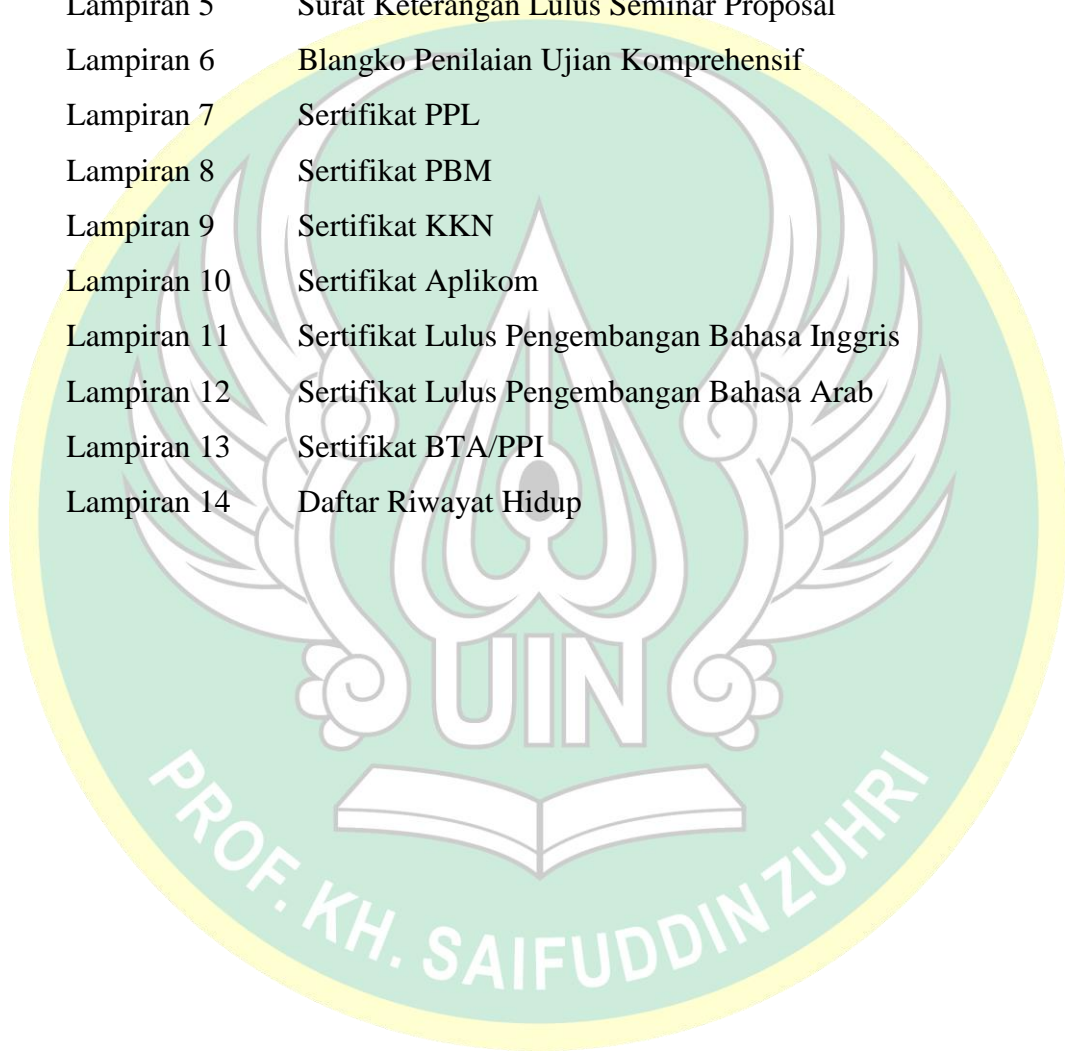 Lampiran 5 Surat Keterangan Lulus Seminar Proposal
Lampiran 6 Blangko Penilaian Ujian Komprehensif
Lampiran 7 Sertifikat PPL
Lampiran 8 Sertifikat PBM
Lampiran 9 Sertifikat KKN
Lampiran 10 Sertifikat Aplikom
Lampiran 11 Sertifikat Lulus Pengembangan Bahasa Inggris
Lampiran 12 Sertifikat Lulus Pengembangan Bahasa Arab
Lampiran 13 Sertifikat BTA/PPI
Lampiran 14 Daftar Riwayat Hidup
UIN
PROF. KH. SAIFUDDIN ZUHRI